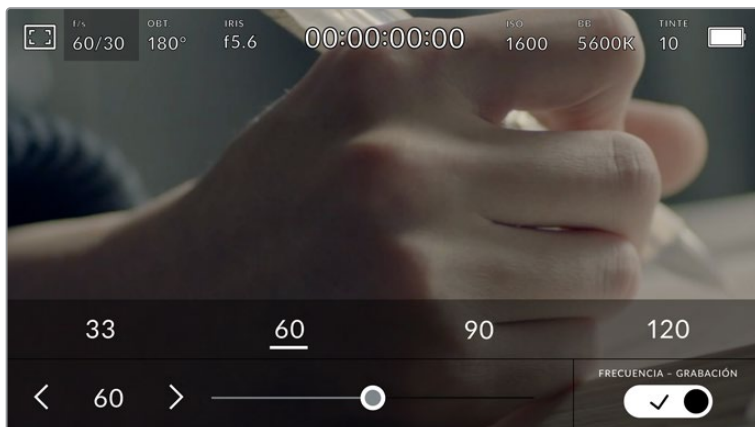 f/s OBT IRIS 00:00:00:00 ISO BB TINTE
60/30 180° f5.6 1600 5600K 10
33 60 90 120
FRECUENCIA – GRABACIÓN
60